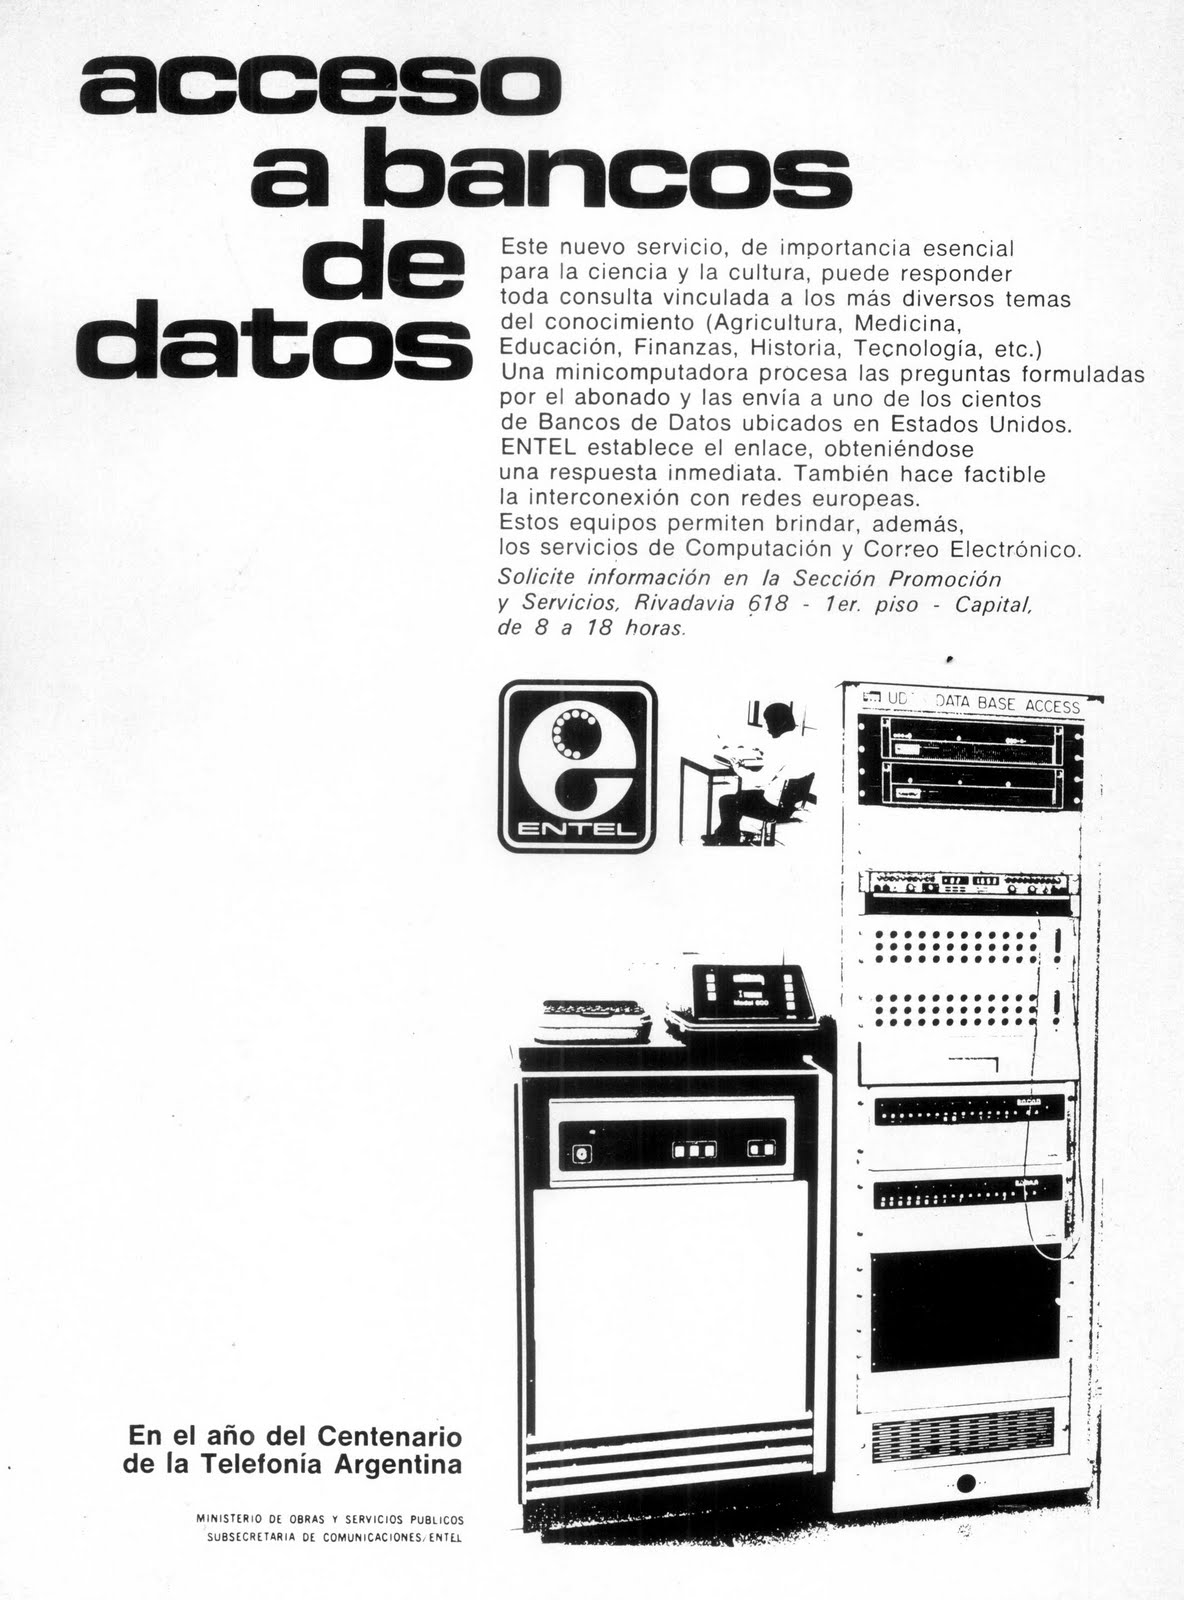 acceso
a bancos
de
datos
Este nuevo servicio, de importancia esencial
para la ciencia y la cultura, puede responder
toda consulta vinculada a los más diversos temas
del conocimiento (Agricultura, Medicina,
Educación, Finanzas, Historia, Tecnología, etc.)
Una minicomputadora procesa las preguntas formuladas
por el abonado y las envía a uno de los cientos
de Bancos de Datos ubicados en Estados Unidos.
ENTEL establece el enlace, obteniéndose
una respuesta inmediata. También hace factible
la interconexión con redes europeas.
Estos equipos permiten brindar, además,
los servicios de Computación y Correo Electrónico.
Solicite información en la Sección Promoción
y Servicios, Rivadavia 618 - 1er. piso - Capital,
de 8 a 18 horas.
ENTEL
DATA BASE ACCESS
Model 800
En el año del Centenario
de la Telefonía Argentina
MINISTERIO DE OBRAS Y SERVICIOS PUBLICOS
SUBSECRETARIA DE COMUNICACIONES/ENTEL